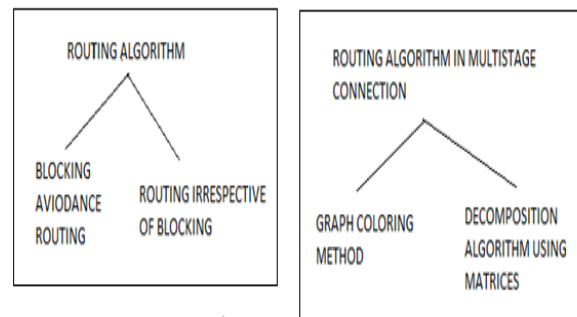 ROUTING ALGORITHM
BLOCKING
AVIODANCE
ROUTING
ROUTING IRRESPECTIVE
OF BLOCKING
ROUTING ALGORITHM IN MULTISTAGE
CONNECTION
GRAPH COLORING
METHOD
DECOMPOSITION
ALGORITHM USING
MATRICES